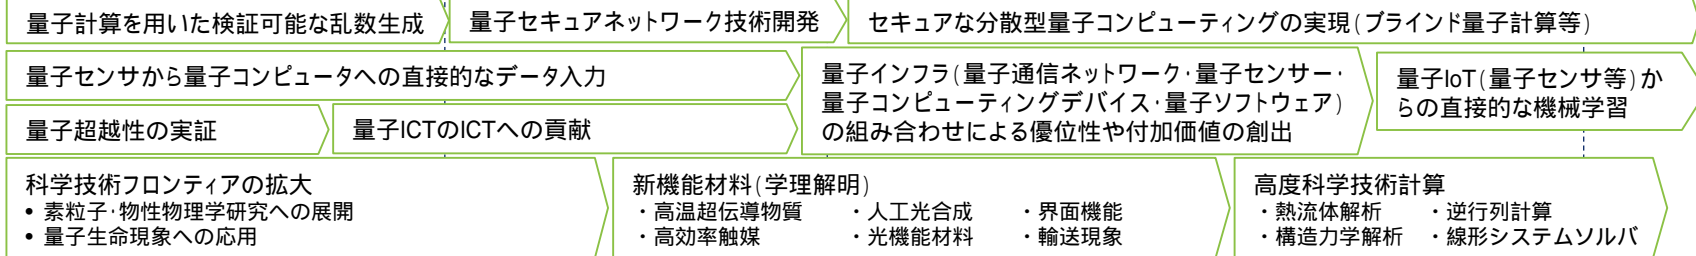 量子計算を用いた検証可能な乱数生成
量子セキュアネットワーク技術開発
セキュアな分散型量子コンピューティングの実現(ブラインド量子計算等)
量子センサから量子コンピュータへの直接的なデータ入力
量子インフラ(量子通信ネットワーク･量子センサー･
量子コンピューティングデバイス･量子ソフトウェア)
の組み合わせによる優位性や付加価値の創出
量子IoT(量子センサ等)か
らの直接的な機械学習
量子超越性の実証
量子ICTのICTへの貢献
科学技術フロンティアの拡大
• 素粒子･物性物理学研究への展開
• 量子生命現象への応用
新機能材料(学理解明)
・高温超伝導物質 ・人工光合成 ・界面機能
・高効率触媒 ・光機能材料 ・輸送現象
高度科学技術計算
・熱流体解析 ・逆行列計算
・構造力学解析 ・線形システムソルバ